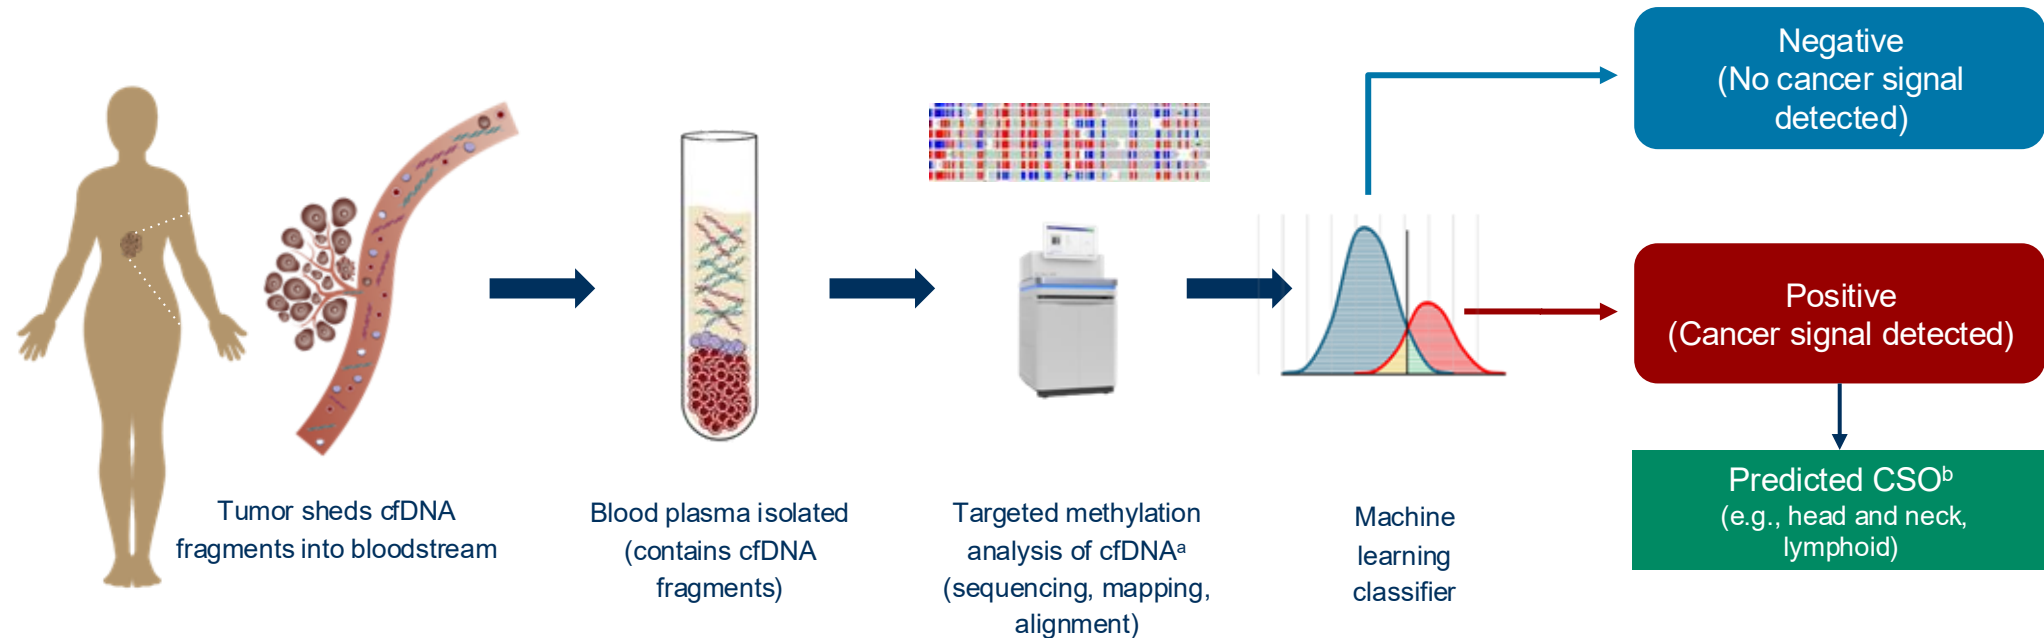 Negative
(No cancer signal
detected)
Positive
(Cancer signal detected)
Predicted CSOᵇ
(e.g., head and neck,
lymphoid)
Tumor sheds cfDNA
fragments into bloodstream
Blood plasma isolated
(contains cfDNA
fragments)
Targeted methylation
analysis of cfDNAᵃ
(sequencing, mapping,
alignment)
Machine
learning
classifier